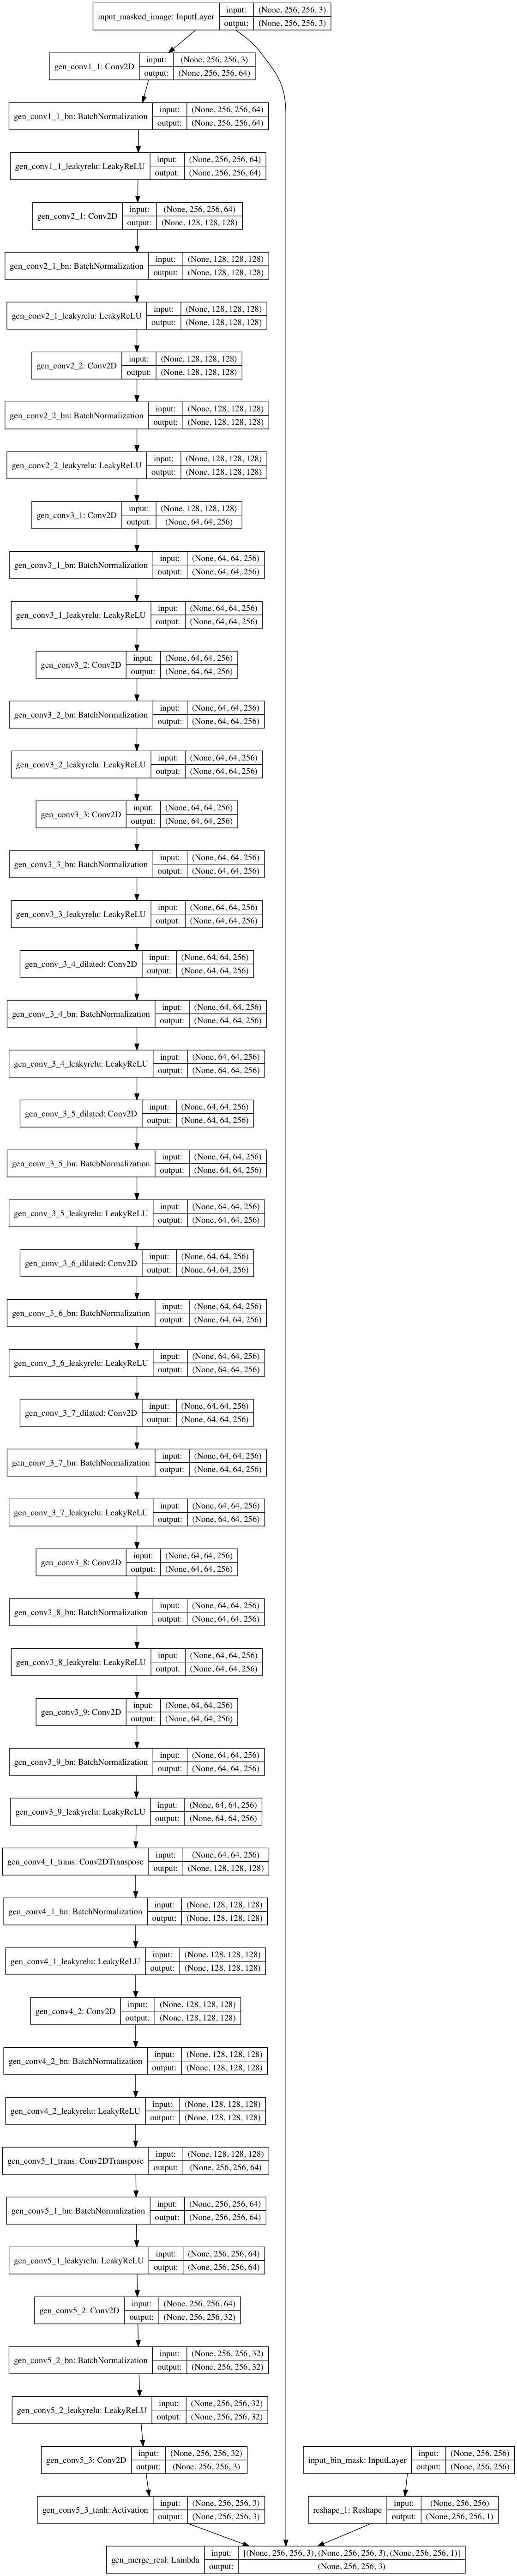 input_masked_image: InputLayer input: (None, 256, 256, 3)
output: (None, 256, 256, 3)
gen_conv1_1: Conv2D input: (None, 256, 256, 3)
output: (None, 256, 256, 64)
gen_conv1_1_bn: BatchNormalization input: (None, 256, 256, 64)
output: (None, 256, 256, 64)
gen_conv1_1_leakyrelu: LeakyReLU input: (None, 256, 256, 64)
output: (None, 256, 256, 64)
gen_conv2_1: Conv2D input: (None, 256, 256, 64)
output: (None, 128, 128, 128)
gen_conv2_1_bn: BatchNormalization input: (None, 128, 128, 128)
output: (None, 128, 128, 128)
gen_conv2_1_leakyrelu: LeakyReLU input: (None, 128, 128, 128)
output: (None, 128, 128, 128)
gen_conv2_2: Conv2D input: (None, 128, 128, 128)
output: (None, 128, 128, 128)
gen_conv2_2_bn: BatchNormalization input: (None, 128, 128, 128)
output: (None, 128, 128, 128)
gen_conv2_2_leakyrelu: LeakyReLU input: (None, 128, 128, 128)
output: (None, 128, 128, 128)
gen_conv3_1: Conv2D input: (None, 128, 128, 128)
output: (None, 64, 64, 256)
gen_conv3_1_bn: BatchNormalization input: (None, 64, 64, 256)
output: (None, 64, 64, 256)
gen_conv3_1_leakyrelu: LeakyReLU input: (None, 64, 64, 256)
output: (None, 64, 64, 256)
gen_conv3_2: Conv2D input: (None, 64, 64, 256)
output: (None, 64, 64, 256)
gen_conv3_2_bn: BatchNormalization input: (None, 64, 64, 256)
output: (None, 64, 64, 256)
gen_conv3_2_leakyrelu: LeakyReLU input: (None, 64, 64, 256)
output: (None, 64, 64, 256)
gen_conv3_3: Conv2D input: (None, 64, 64, 256)
output: (None, 64, 64, 256)
gen_conv3_3_bn: BatchNormalization input: (None, 64, 64, 256)
output: (None, 64, 64, 256)
gen_conv3_3_leakyrelu: LeakyReLU input: (None, 64, 64, 256)
output: (None, 64, 64, 256)
gen_conv_3_4_dilated: Conv2D input: (None, 64, 64, 256)
output: (None, 64, 64, 256)
gen_conv_3_4_bn: BatchNormalization input: (None, 64, 64, 256)
output: (None, 64, 64, 256)
gen_conv_3_4_leakyrelu: LeakyReLU input: (None, 64, 64, 256)
output: (None, 64, 64, 256)
gen_conv_3_5_dilated: Conv2D input: (None, 64, 64, 256)
output: (None, 64, 64, 256)
gen_conv_3_5_bn: BatchNormalization input: (None, 64, 64, 256)
output: (None, 64, 64, 256)
gen_conv_3_5_leakyrelu: LeakyReLU input: (None, 64, 64, 256)
output: (None, 64, 64, 256)
gen_conv_3_6_dilated: Conv2D input: (None, 64, 64, 256)
output: (None, 64, 64, 256)
gen_conv_3_6_bn: BatchNormalization input: (None, 64, 64, 256)
output: (None, 64, 64, 256)
gen_conv_3_6_leakyrelu: LeakyReLU input: (None, 64, 64, 256)
output: (None, 64, 64, 256)
gen_conv_3_7_dilated: Conv2D input: (None, 64, 64, 256)
output: (None, 64, 64, 256)
gen_conv_3_7_bn: BatchNormalization input: (None, 64, 64, 256)
output: (None, 64, 64, 256)
gen_conv_3_7_leakyrelu: LeakyReLU input: (None, 64, 64, 256)
output: (None, 64, 64, 256)
gen_conv3_8: Conv2D input: (None, 64, 64, 256)
output: (None, 64, 64, 256)
gen_conv3_8_bn: BatchNormalization input: (None, 64, 64, 256)
output: (None, 64, 64, 256)
gen_conv3_8_leakyrelu: LeakyReLU input: (None, 64, 64, 256)
output: (None, 64, 64, 256)
gen_conv3_9: Conv2D input: (None, 64, 64, 256)
output: (None, 64, 64, 256)
gen_conv3_9_bn: BatchNormalization input: (None, 64, 64, 256)
output: (None, 64, 64, 256)
gen_conv3_9_leakyrelu: LeakyReLU input: (None, 64, 64, 256)
output: (None, 64, 64, 256)
gen_conv4_1_trans: Conv2DTranspose input: (None, 64, 64, 256)
output: (None, 128, 128, 128)
gen_conv4_1_bn: BatchNormalization input: (None, 128, 128, 128)
output: (None, 128, 128, 128)
gen_conv4_1_leakyrelu: LeakyReLU input: (None, 128, 128, 128)
output: (None, 128, 128, 128)
gen_conv4_2: Conv2D input: (None, 128, 128, 128)
output: (None, 128, 128, 128)
gen_conv4_2_bn: BatchNormalization input: (None, 128, 128, 128)
output: (None, 128, 128, 128)
gen_conv4_2_leakyrelu: LeakyReLU input: (None, 128, 128, 128)
output: (None, 128, 128, 128)
gen_conv5_1_trans: Conv2DTranspose input: (None, 128, 128, 128)
output: (None, 256, 256, 64)
gen_conv5_1_bn: BatchNormalization input: (None, 256, 256, 64)
output: (None, 256, 256, 64)
gen_conv5_1_leakyrelu: LeakyReLU input: (None, 256, 256, 64)
output: (None, 256, 256, 64)
gen_conv5_2: Conv2D input: (None, 256, 256, 64)
output: (None, 256, 256, 32)
gen_conv5_2_bn: BatchNormalization input: (None, 256, 256, 32)
output: (None, 256, 256, 32)
gen_conv5_2_leakyrelu: LeakyReLU input: (None, 256, 256, 32)
output: (None, 256, 256, 32)
gen_conv5_3: Conv2D input: (None, 256, 256, 32)
output: (None, 256, 256, 3)
input_bin_mask: InputLayer input: (None, 256, 256)
output: (None, 256, 256)
gen_conv5_3_tanh: Activation input: (None, 256, 256, 3)
output: (None, 256, 256, 3)
reshape_1: Reshape input: (None, 256, 256)
output: (None, 256, 256, 1)
gen_merge_real: Lambda input: [(None, 256, 256, 3), (None, 256, 256, 3), (None, 256, 256, 1)]
output: (None, 256, 256, 3)